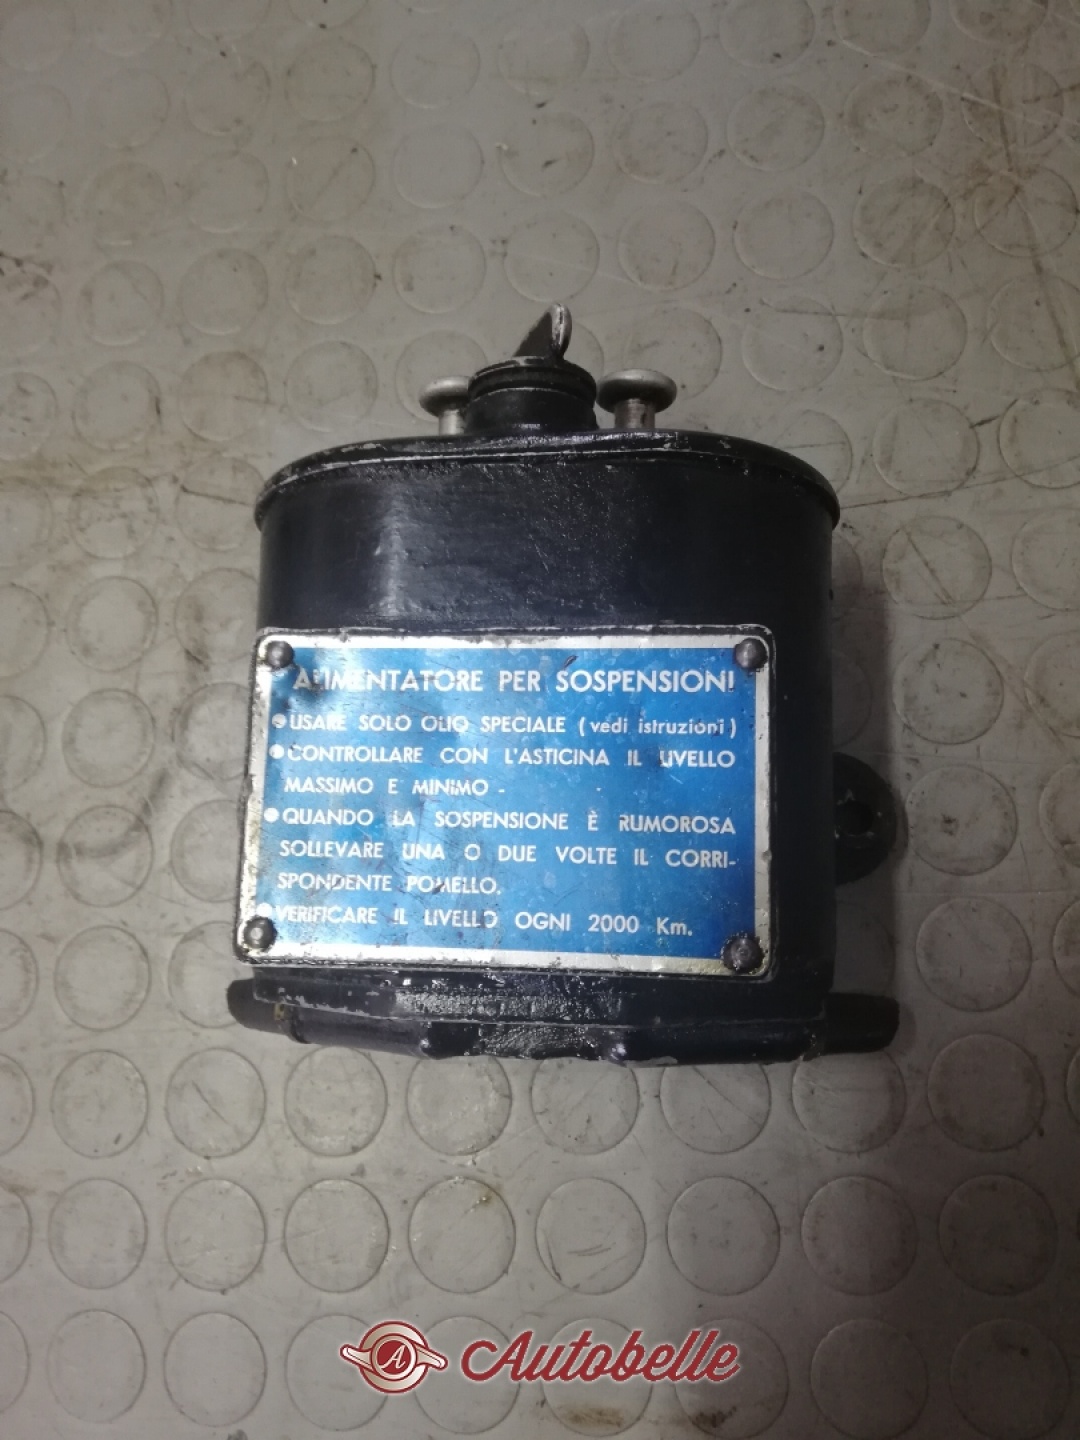 ALIMENTATORE PER SOSPENSIONI
● USARE SOLO OLIO SPECIALE (vedi istruzioni)
● CONTROLLARE CON L'ASTICINA IL LIVELLO
MASSIMO E MINIMO -
● QUANDO LA SOSPENSIONE È RUMOROSA
SOLLEVARE UNA O DUE VOLTE IL CORRI-
SPONDENTE POMELLO.
● VERIFICARE IL LIVELLO OGNI 2000 Km.
A Autobelle